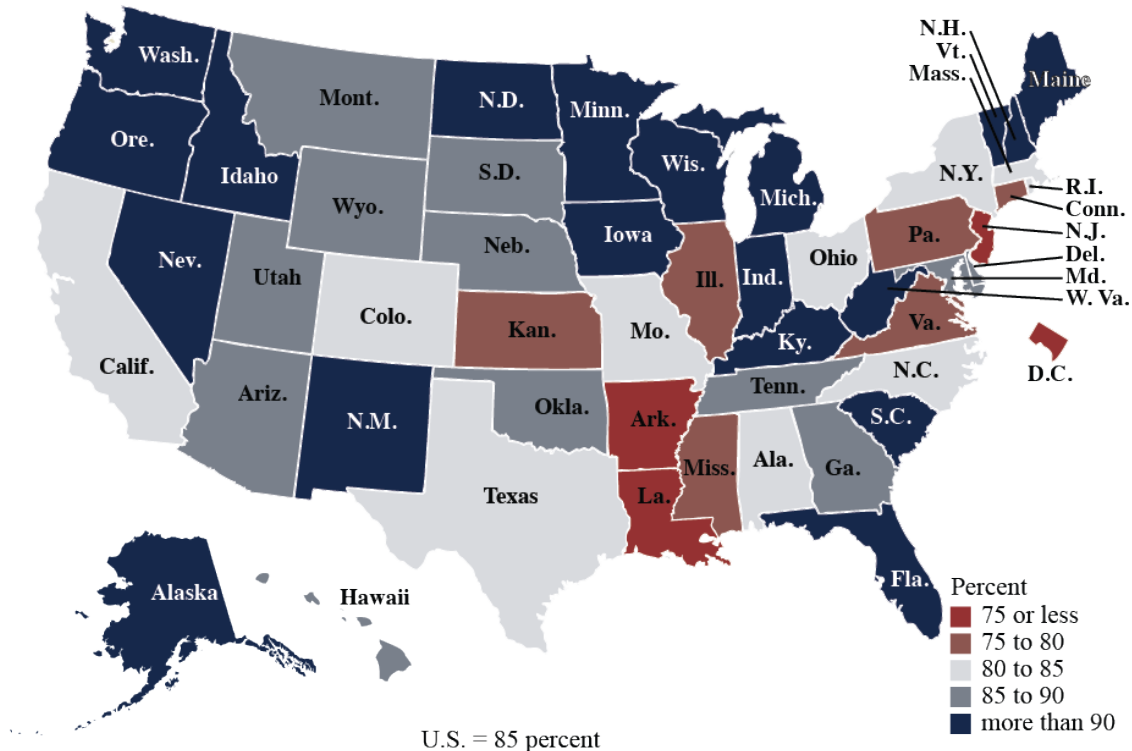 N.H.
Vt.
Mass.
Wash.
Maine
Mont.
N.D.
Minn.
Ore.
Wis.
S.D.
N.Y.
Idaho
R.I.
Mich.
Wyo.
Conn.
Iowa
Pa.
N.J.
Neb.
Del.
Nev.
Ohio
Utah
Ill.
Ind.
Md.
W. Va.
Colo.
Va.
Kan.
Mo.
Ky.
Calif.
N.C.
D.C.
Tenn.
Ariz.
Okla.
N.M.
Ark.
S.C.
Ala.
Miss.
Ga.
Texas
La.
Fla.
Alaska
Hawaii
Percent
75 or less
75 to 80
80 to 85
85 to 90
more than 90
U.S. = 85 percent